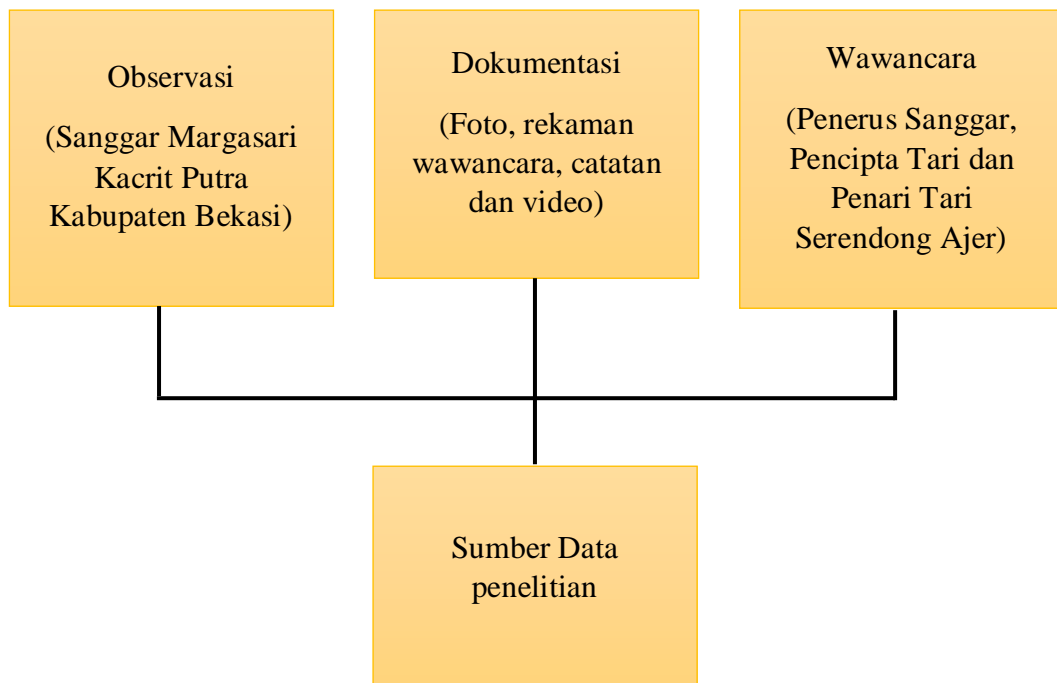 Observasi
(Sanggar Margasari
Kacrit Putra
Kabupaten Bekasi)
Dokumentasi
(Foto, rekaman
wawancara, catatan
dan video)
Wawancara
(Penerus Sanggar,
Pencipta Tari dan
Penari Tari
Serendong Ajer)
Sumber Data
penelitian